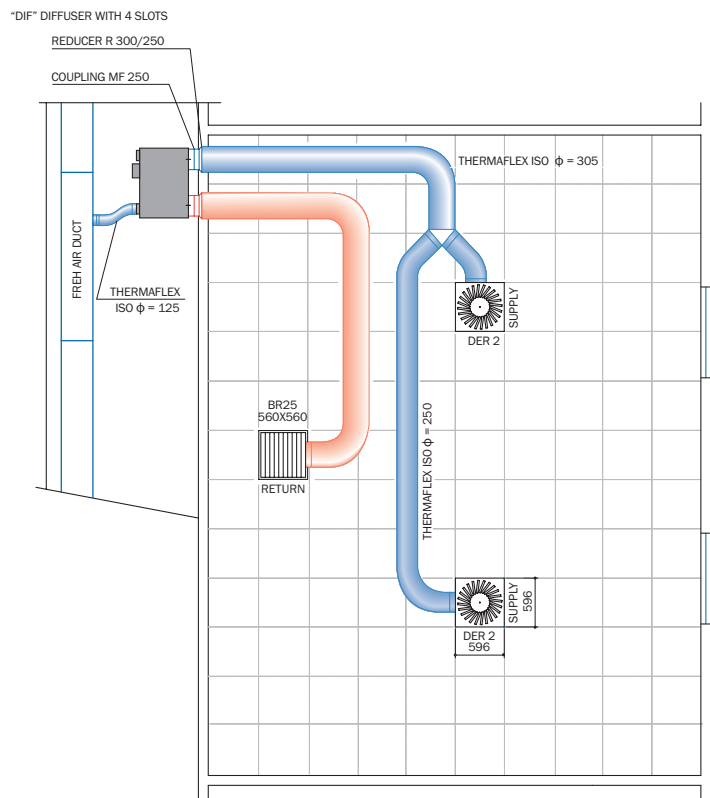 “DIF” DIFFUSER WITH 4 SLOTS
REDUCER R 300/250
COUPLING MF 250
THERMAFLEX ISO ϕ = 305
FREH AIR DUCT
THERMAFLEX
ISO ϕ = 125
SUPPLY
DER 2
BR25
560X560
RETURN
THERMAFLEX ISO ϕ = 250
SUPPLY
596
DER 2
596